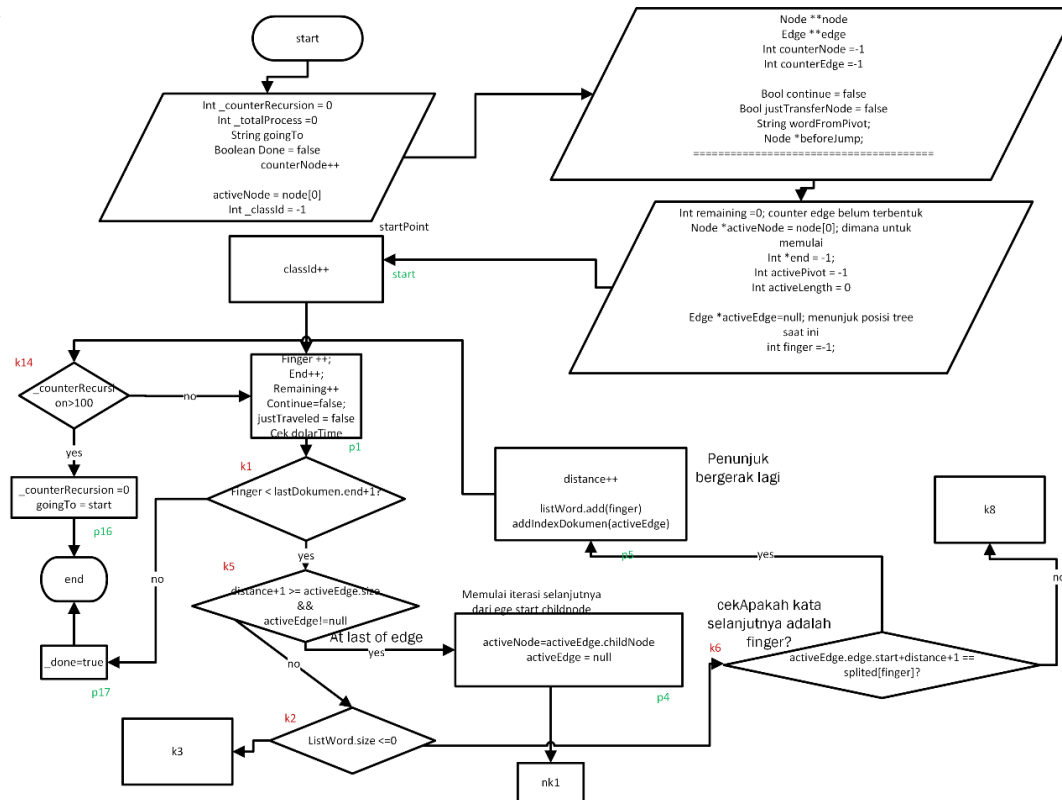 start
Int _counterRecursion = 0
Int _totalProcess =0
String goingTo
Boolean Done = false
counterNode++
activeNode = node[0]
Int _classId = -1
Node **node
Edge **edge
Int counterNode =-1
Int counterEdge =-1
Bool continue = false
Bool justTransferNode = false
String wordFromPivot;
Node *beforeJump;
=====================================
Int remaining =0; counter edge belum terbentuk
Node *activeNode = node[0]; dimana untuk
memulai
Int *end = -1;
Int activePivot = -1
Int activeLength = 0
Edge *activeEdge=null; menunjuk posisi tree
saat ini
int finger =-1;
startPoint
classId++
start
k14
_counterRecursi
on>100
no
yes
_counterRecursion =0
goingTo = start
p16
end
Finger ++;
End++;
Remaining++
Continue=false;
justTraveled = false
Cek dolarTime
p1
k1
Finger < lastDokumen.end+1?
no
yes
_done=true
p17
k5
distance+1 >= activeEdge.size
&&
activeEdge!=null
At last of edge
yes
no
Memulai iterasi selanjutnya
dari ege start childnode
activeNode=activeEdge.childNode
activeEdge = null
p4
nk1
k2
ListWord.size <=0
k3
distance++
listWord.add(finger)
addIndexDokumen(activeEdge)
Penunjuk
bergerak lagi
p5
yes
k8
no
cekApakah kata
selanjutnya adalah
finger?
k6
activeEdge.edge.start+distance+1 ==
splited[finger]?